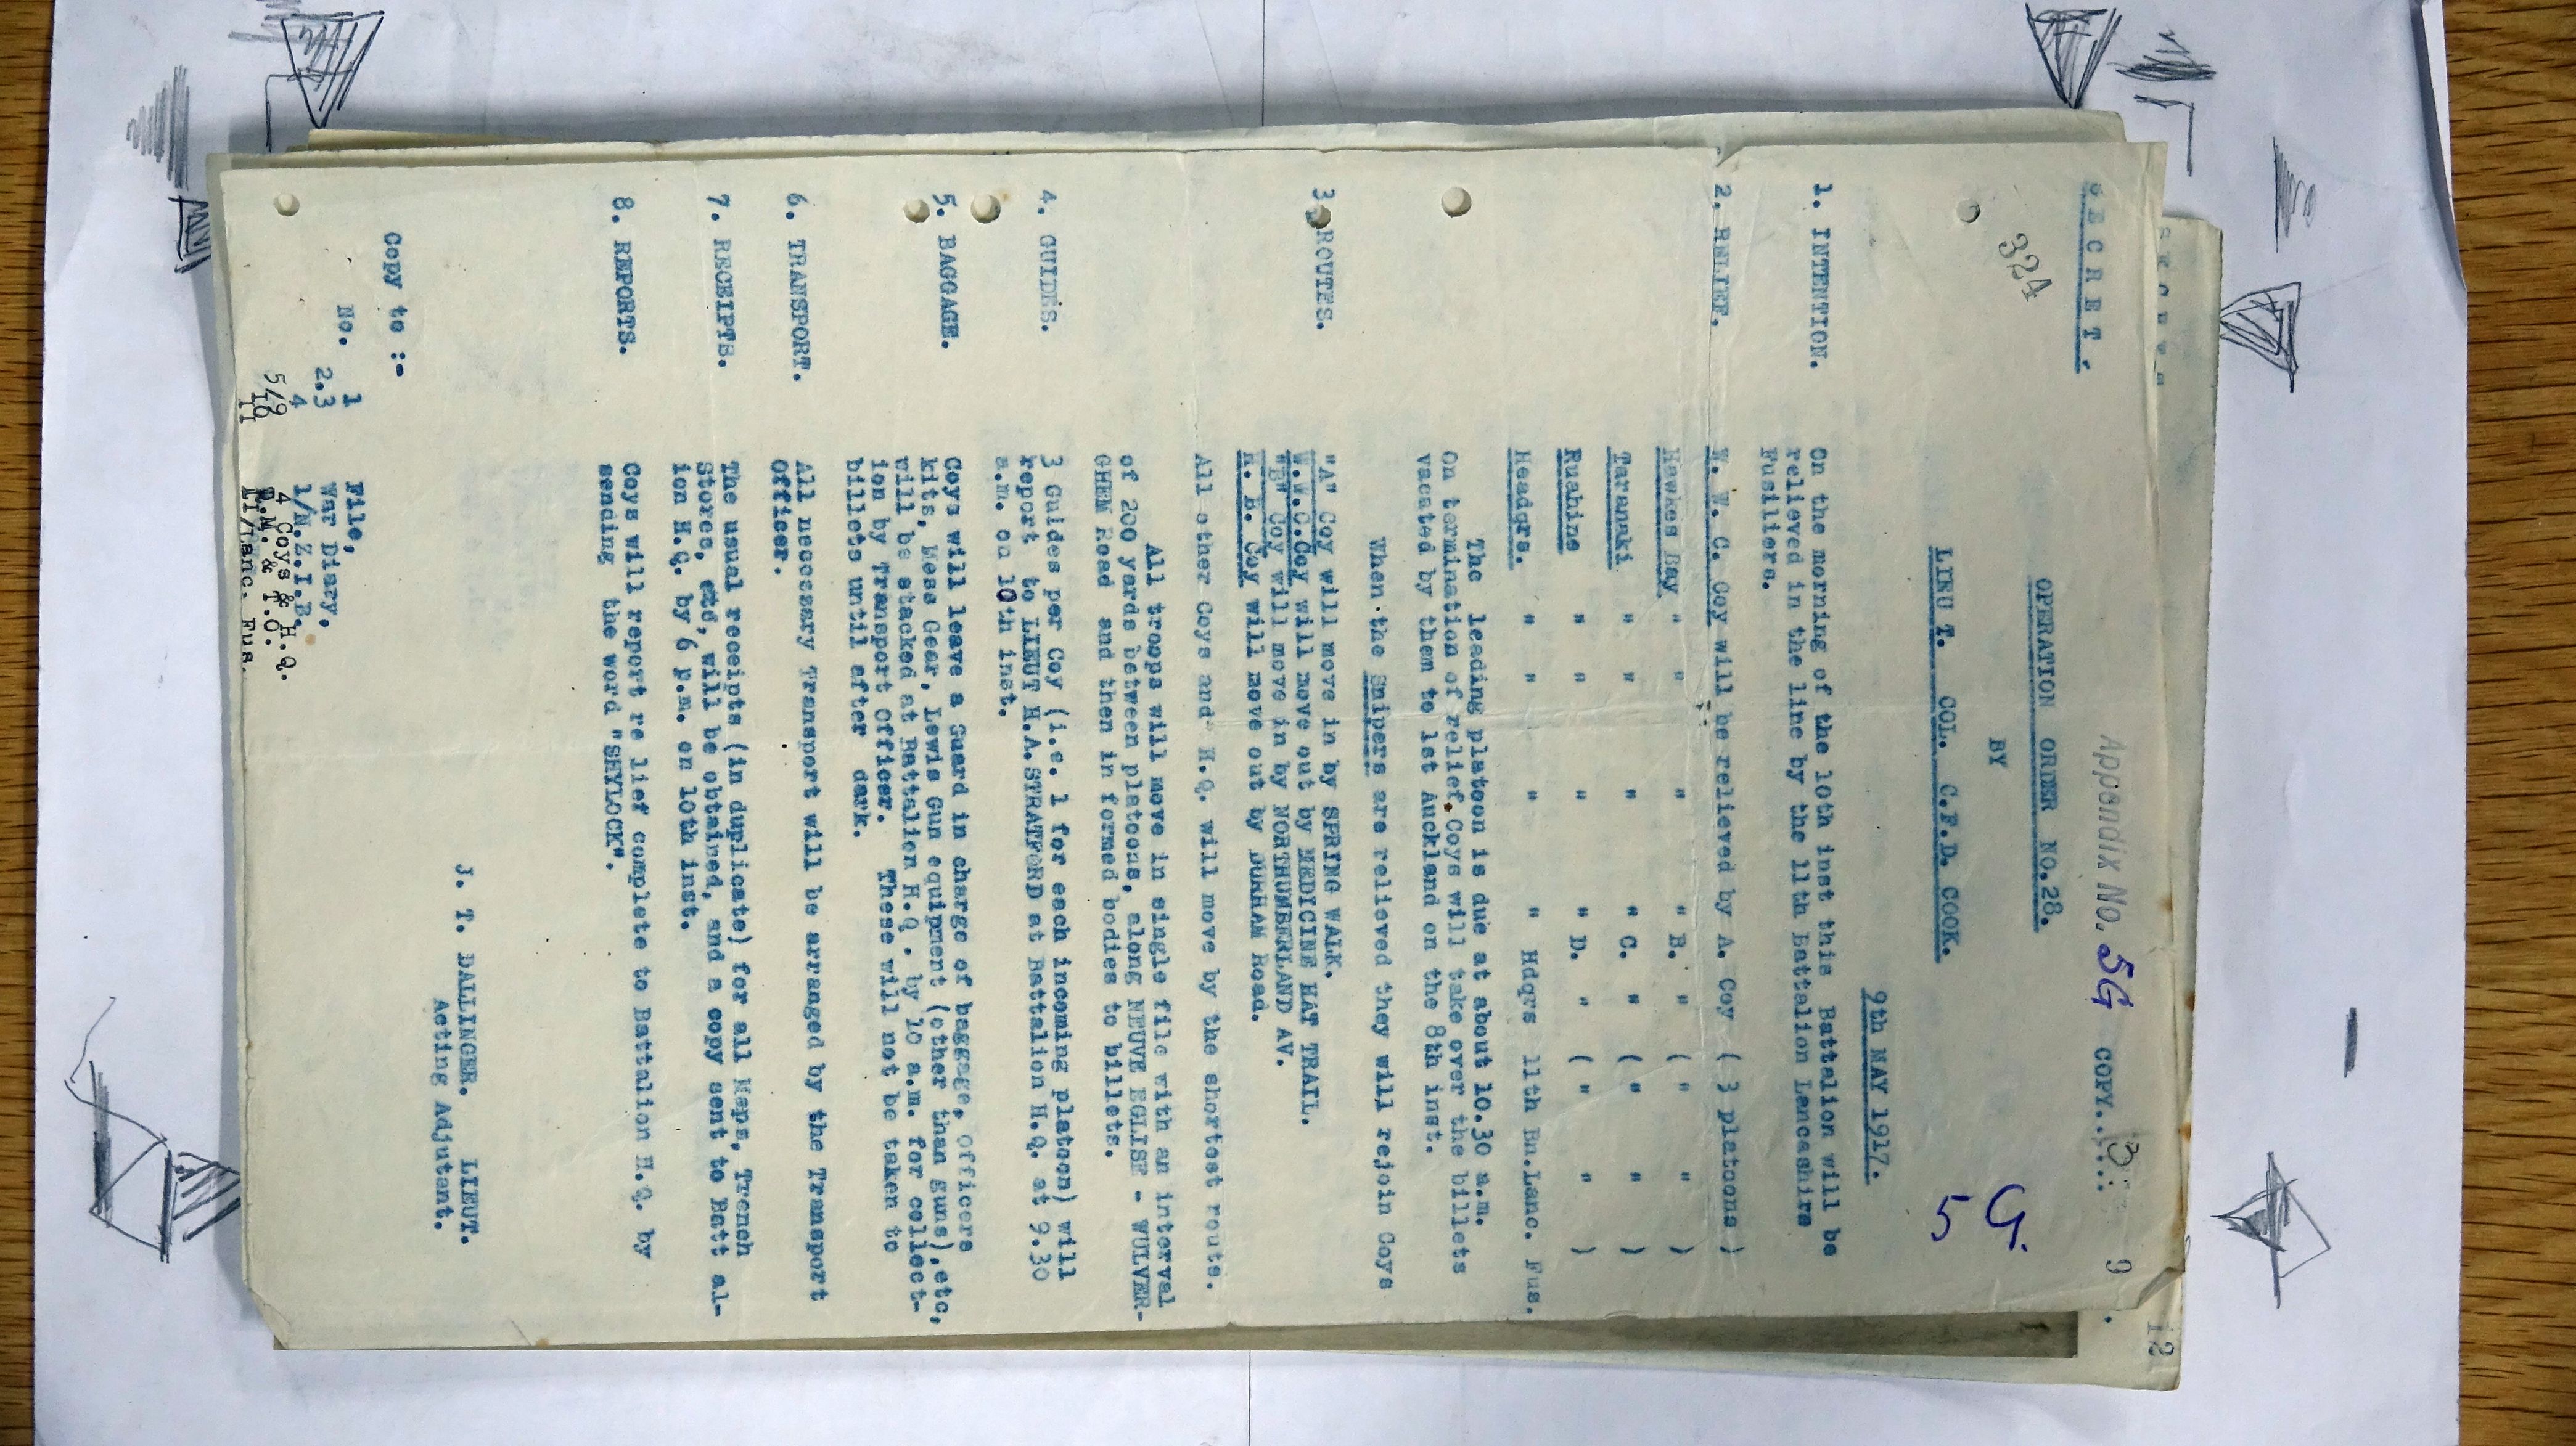 S E C R E T .
Appendix No. 5G COPY..3....
9
324
OPERATION ORDER NO.28.
BY
LIEU T. COL. C.F.D. COOK.
5 G.
9th MAY 1917.
1. INTENTION. On the morning of the 10th inst this Battalion will be
relieved in the line by the 11th Battalion Lancashire
Fusiliers.
2. RELIEF. W. W. C. Coy will be relieved by A. Coy ( 3 platoons )
Hawkes Bay " " " " B. " ( " " )
Taranaki " " " " C. " ( " " )
Ruahine " " " " D. " ( " " )
Headqrs. " " " " Hdqrs 11th Bn.Lanc. Fus.
The leading platoon is due at about 10.30 a.m.
On termination of relief.Coys will take over the billets
vacated by them to 1st Auckland on the 8th inst.
When the Snipers are relieved they will rejoin Coys
3. ROUTES. "A" Coy will move in by SPRING WALK.
W.W.C.Coy will move out by MEDICINE HAT TRAIL.
"B" Coy will move in by NORTHUMBERLAND AV.
H. B. Coy will move out by DURHAM Road.
All other Coys and H.Q. will move by the shortest route.
All troops will move in single file with an interval
of 200 yards between platoons, along NEUVE EGLISE - WULVER-
GHEM Road and then in formed bodies to billets.
4. GUIDES. 3 Guides per Coy (i.e. 1 for each incoming platoon) will
report to LIEUT H.A.STRATFORD at Battalion H.Q. at 9.30
a.m. on 10th inst.
5. BAGGAGE. Coys will leave a Guard in charge of baggage, officers
kits, Mess Gear, Lewis Gun equipment (other than guns),etc,
will be stacked at Battalion H.Q. by 10 a.m. for collect-
ion by Transport Officer. These will not be taken to
billets until after dark.
6. TRANSPORT. All necessary Transport will be arranged by the Transport
Officer.
7. RECEIPTS. The usual receipts (in duplicate) for all Maps, Trench
Stores, etc, will be obtained, and a copy sent to Batt al-
ion H.Q. by 6 p.m. on 10th inst.
8. REPORTS. Coys will report re lief complete to Battalion H.Q. by
sending the word "SHYLOCK".
J. T. DALLINGER. LIEUT.
Acting Adjutant.
Copy to :-
No. 1 File,
2.3 War Diary,
4 1/N.Z.I.B.
5/9 4 Coys & H.Q.
10 Q.M. & T.O.
11 11/Lanc. Fus.
12